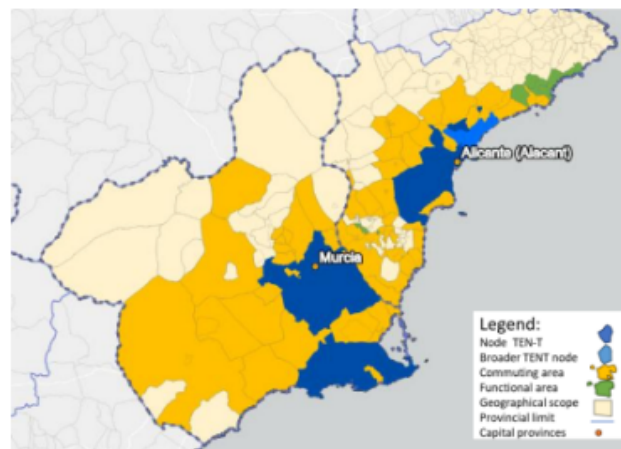 Alicante (Alacant)
Murcia
Legend:
Node TEN-T
Broader TENT node
Commuting area
Functional area
Geographical scope
Provincial limit
Capital provinces